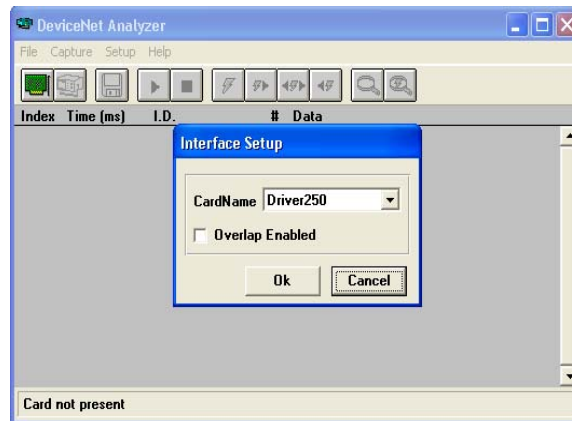 DeviceNet Analyzer
File Capture Setup Help
Index Time (ms) I.D. # Data
Interface Setup
CardName Driver250
Overlap Enabled
Ok Cancel
Card not present